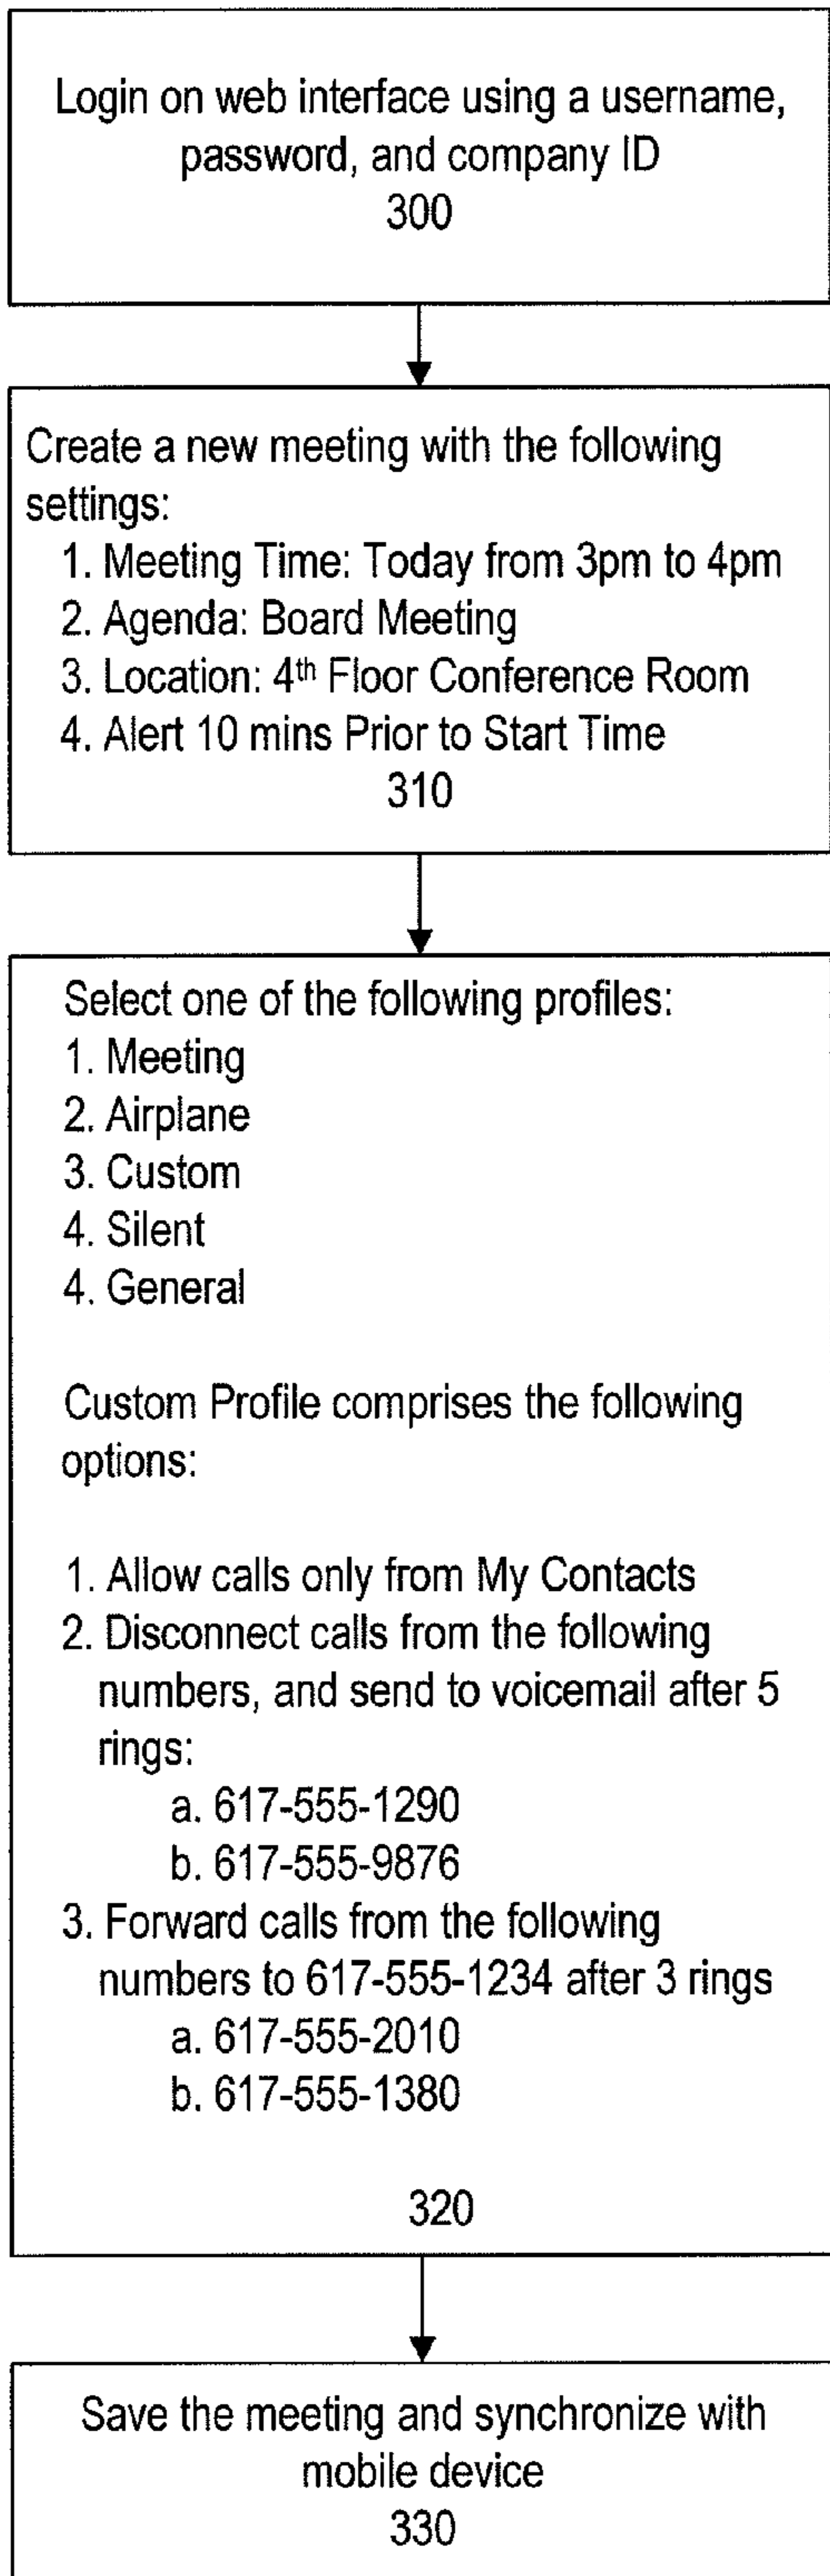 Login on web interface using a username,
password, and company ID
300
Create a new meeting with the following
settings:
1. Meeting Time: Today from 3pm to 4pm
2. Agenda: Board Meeting
3. Location: 4th Floor Conference Room
4. Alert 10 mins Prior to Start Time
310
Select one of the following profiles:
1. Meeting
2. Airplane
3. Custom
4. Silent
4. General
Custom Profile comprises the following
options:
1. Allow calls only from My Contacts
2. Disconnect calls from the following
numbers, and send to voicemail after 5
rings:
a. 617-555-1290
b. 617-555-9876
3. Forward calls from the following
numbers to 617-555-1234 after 3 rings
a. 617-555-2010
b. 617-555-1380
320
Save the meeting and synchronize with
mobile device
330